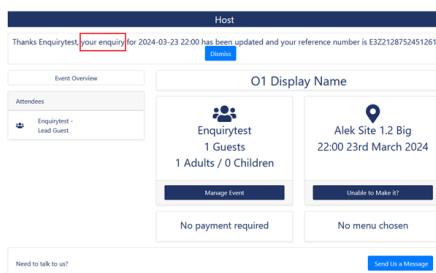 Host
Thanks Enquirytest, your enquiry for 2024-03-23 22:00 has been updated and your reference number is E3Z2128752451261
Dismiss
Event Overview
O1 Display Name
Attendees
Enquirytest -
Lead Guest
Enquirytest
1 Guests
1 Adults / 0 Children
Manage Event
Alek Site 1.2 Big
22:00 23rd March 2024
Unable to Make it?
No payment required
No menu chosen
Need to talk to us?
Send Us a Message